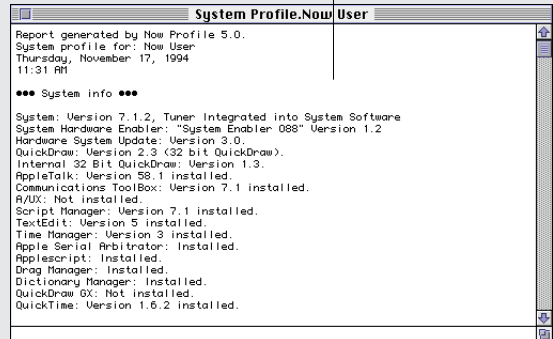 System Profile.Now User
Report generated by Now Profile 5.0.
System profile for: Now User
Thursday, November 17, 1994
11:31 AM
●●● System info ●●●
System: Version 7.1.2, Tuner Integrated into System Software
System Hardware Enabler: "System Enabler 088" Version 1.2
Hardware System Update: Version 3.0.
QuickDraw: Version 2.3 (32 bit QuickDraw).
Internal 32 Bit QuickDraw: Version 1.3.
AppleTalk: Version 58.1 installed.
Communications ToolBox: Version 7.1 installed.
A/UX: Not installed.
Script Manager: Version 7.1 installed.
TextEdit: Version 5 installed.
Time Manager: Version 3 installed.
Apple Serial Arbitrator: Installed.
Applescript: Installed.
Drag Manager: Installed.
Dictionary Manager: Installed.
QuickDraw GX: Not installed.
QuickTime: Version 1.6.2 installed.